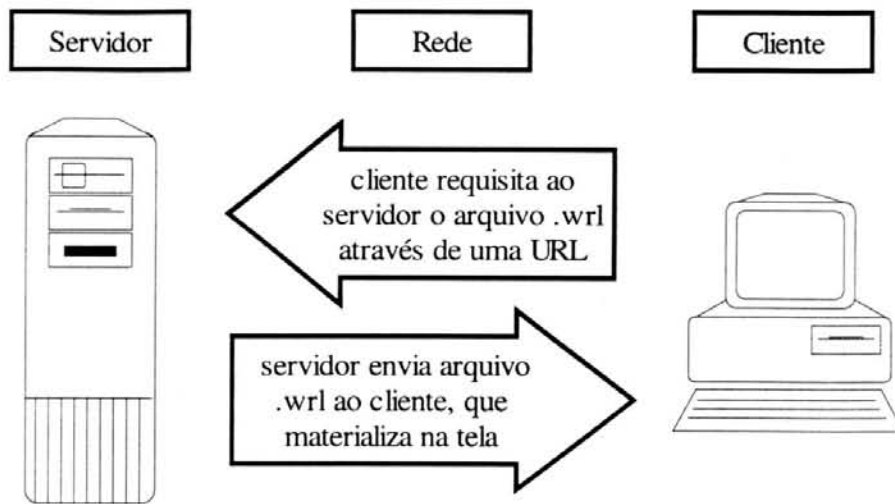 Servidor
Rede
Cliente
cliente requisita ao
servidor o arquivo .wrl
através de uma URL
servidor envia arquivo
.wrl ao cliente, que
materializa na tela